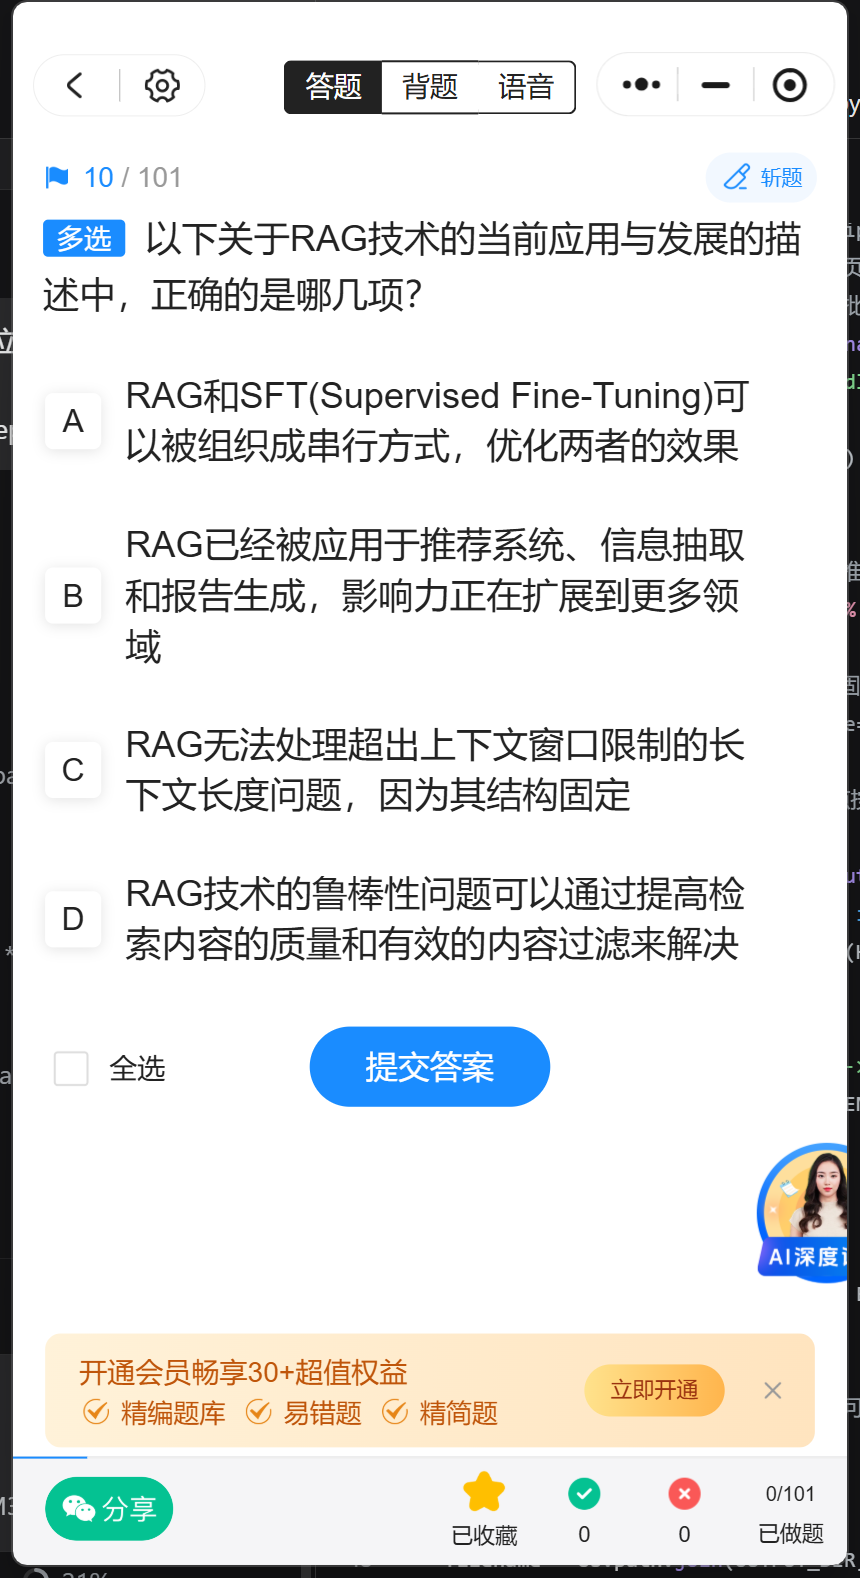 答题 背题 语音
10 / 101
斩题
多选 以下关于RAG技术的当前应用与发展的描
述中，正确的是哪几项？
A
RAG和SFT(Supervised Fine-Tuning)可
以被组织成串行方式，优化两者的效果
B
RAG已经被应用于推荐系统、信息抽取
和报告生成，影响力正在扩展到更多领
域
C
RAG无法处理超出上下文窗口限制的长
下文长度问题，因为其结构固定
D
RAG技术的鲁棒性问题可以通过提高检
索内容的质量和有效的内容过滤来解决
全选
提交答案
AI深度
开通会员畅享30+超值权益
精编题库 易错题 精简题
立即开通
分享
已收藏
0
0
0/101
已做题